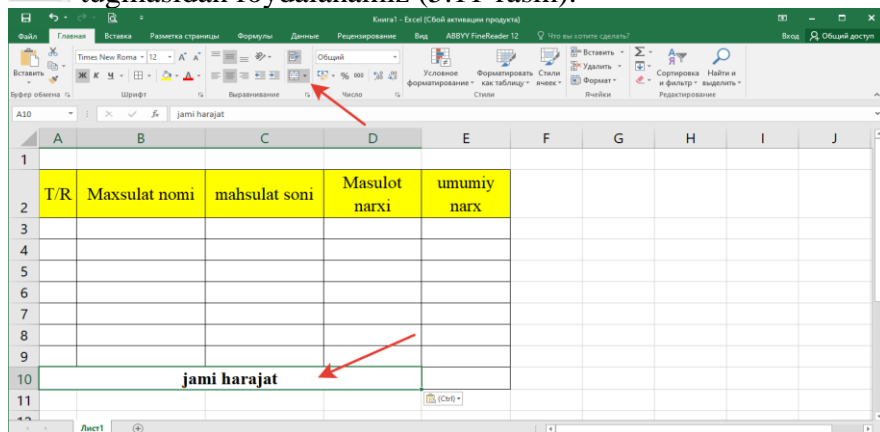 tugmasidan foydalanamiz (3.11-rasm).
Книга1 - Excel (Сбой активации продукта)
Файл Главная Вставка Разметка страницы Формулы Данные Рецензирование Вид ABBYY FineReader 12 Что вы хотите сделать? Вход Общий доступ
Times New Roma 12 Общий Вставить
Вставить Ж К Ч % 000 Условное форматирование Форматировать как таблицу Стили ячеек Удалить Формат Сортировка и фильтр Найти и выделить
Буфер обмена Шрифт Выравнивание Число Стили Ячейки Редактирование
A10 fx jami harajat
A B C D E F G H I J
1
2 T/R Maxsulat nomi mahsulat soni Masulot narxi umumiy narx
3
4
5
6
7
8
9
10 jami harajat
11 (Ctrl)
Лист1